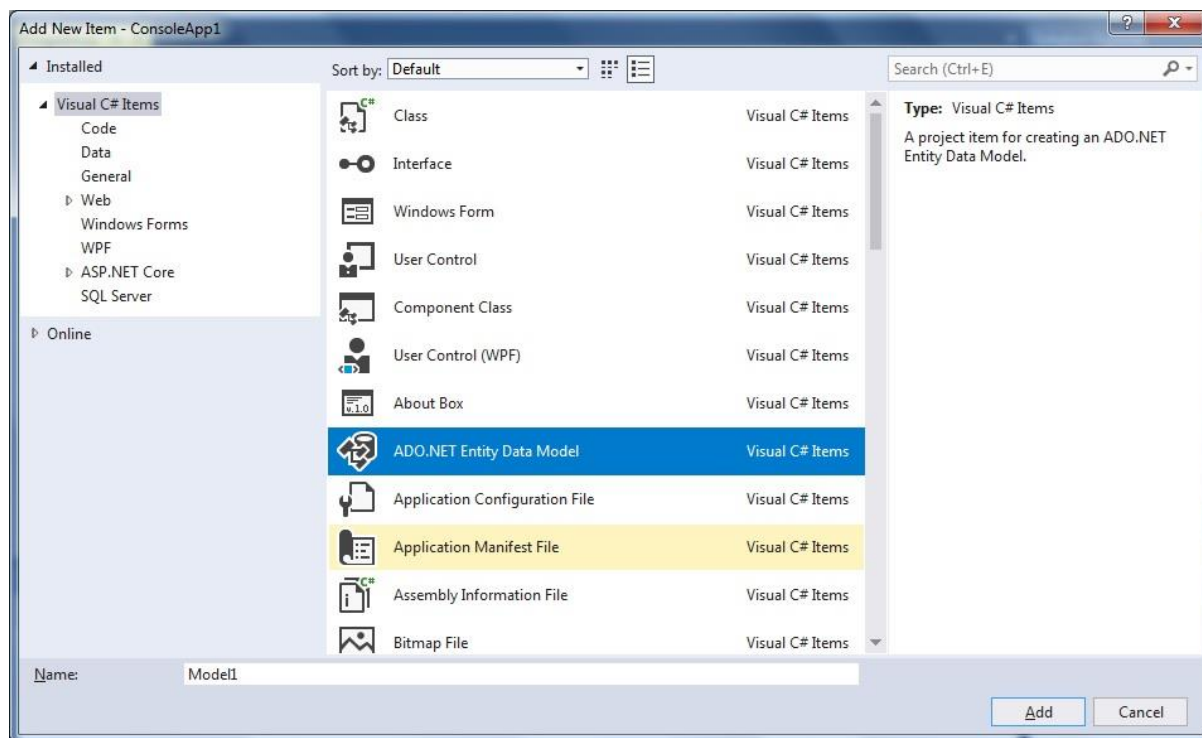 Add New Item - ConsoleApp1
?
Installed
Visual C# Items
Code
Data
General
Web
Windows Forms
WPF
ASP.NET Core
SQL Server
Online
Sort by: Default
C#
Class Visual C# Items
Interface Visual C# Items
Windows Form Visual C# Items
User Control Visual C# Items
Component Class Visual C# Items
User Control (WPF) Visual C# Items
v.1.0
About Box Visual C# Items
ADO.NET Entity Data Model Visual C# Items
Application Configuration File Visual C# Items
Application Manifest File Visual C# Items
C#
Assembly Information File Visual C# Items
Bitmap File Visual C# Items
Search (Ctrl+E)
Type: Visual C# Items
A project item for creating an ADO.NET
Entity Data Model.
Name: Model1
Add Cancel